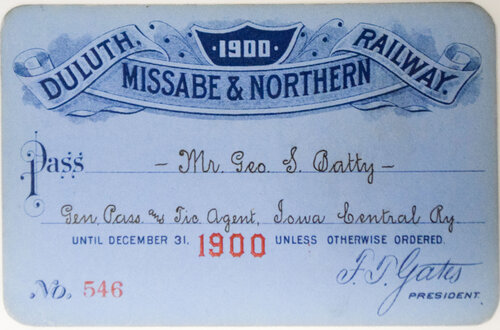 1900
DULUTH, MISSABE & NORTHERN RAILWAY.
Pass - Mr. Geo. S. Batty -
Gen. Pass. and Tic. Agent, Iowa Central Ry.
UNTIL DECEMBER 31. 1900 UNLESS OTHERWISE ORDERED.
No. 546 F. T. Gates
PRESIDENT.